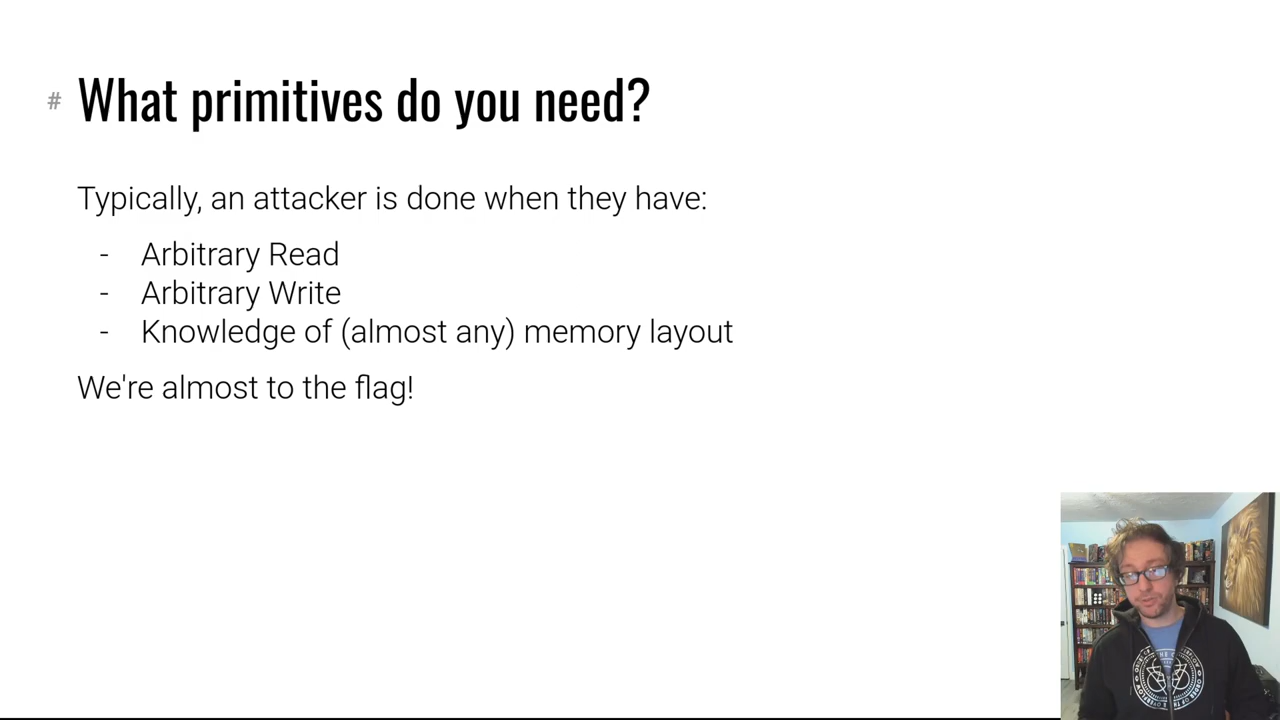 # What primitives do you need?
Typically, an attacker is done when they have:
- Arbitrary Read
- Arbitrary Write
- Knowledge of (almost any) memory layout
We're almost to the flag!